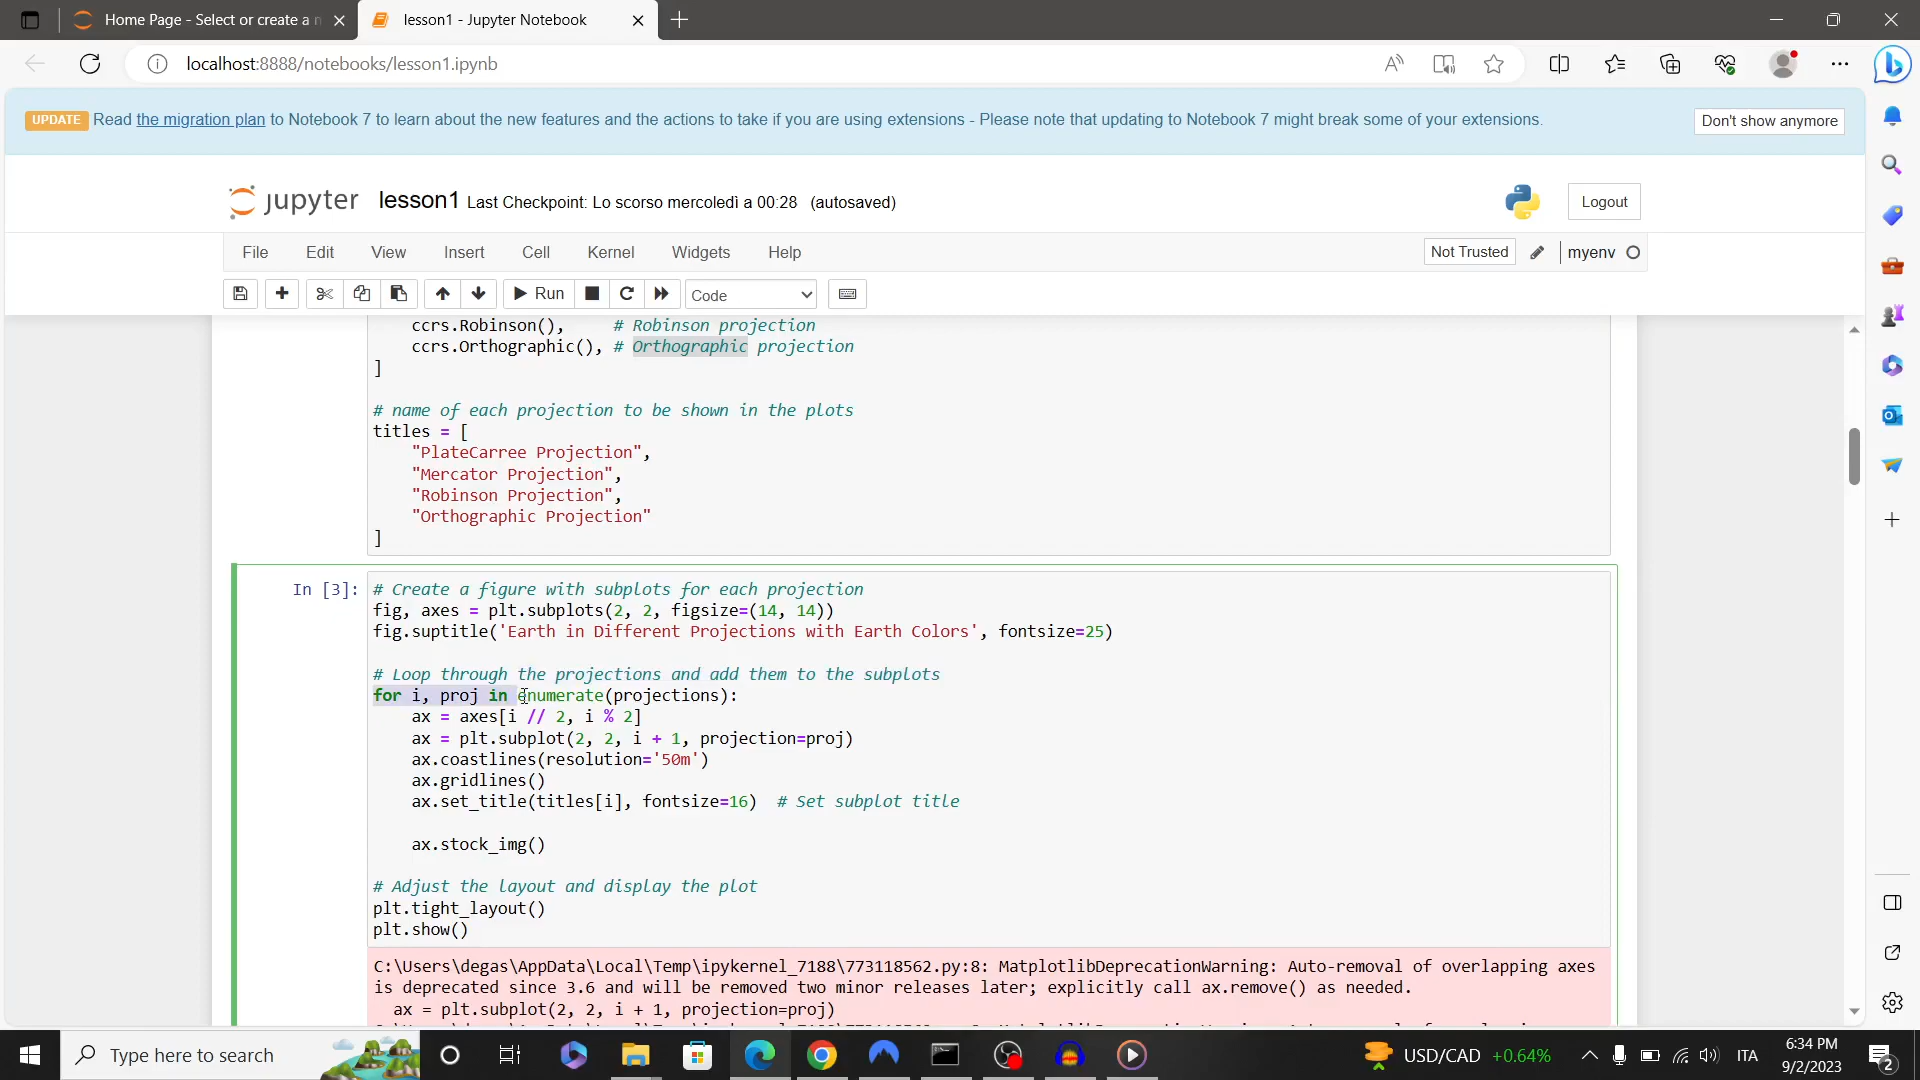 Home Page - Select or create a n
lesson1 - Jupyter Notebook
localhost:8888/notebooks/lesson1.ipynb
UPDATE Read the migration plan to Notebook 7 to learn about the new features and the actions to take if you are using extensions - Please note that updating to Notebook 7 might break some of your extensions.
Don't show anymore
jupyter lesson1 Last Checkpoint: Lo scorso mercoledì a 00:28 (autosaved)
Logout
File Edit View Insert Cell Kernel Widgets Help
Not Trusted
myenv
Run
Code
ccrs.Robinson(), # Robinson projection
ccrs.Orthographic(), # Orthographic projection
]
# name of each projection to be shown in the plots
titles = [
"PlateCarree Projection",
"Mercator Projection",
"Robinson Projection",
"Orthographic Projection"
]
In [3]:
# Create a figure with subplots for each projection
fig, axes = plt.subplots(2, 2, figsize=(14, 14))
fig.suptitle('Earth in Different Projections with Earth Colors', fontsize=25)
# Loop through the projections and add them to the subplots
for i, proj in enumerate(projections):
ax = axes[i // 2, i % 2]
ax = plt.subplot(2, 2, i + 1, projection=proj)
ax.coastlines(resolution='50m')
ax.gridlines()
ax.set_title(titles[i], fontsize=16) # Set subplot title
ax.stock_img()
# Adjust the layout and display the plot
plt.tight_layout()
plt.show()
C:\Users\degas\AppData\Local\Temp\ipykernel_7188\773118562.py:8: MatplotlibDeprecationWarning: Auto-removal of overlapping axes
is deprecated since 3.6 and will be removed two minor releases later; explicitly call ax.remove() as needed.
ax = plt.subplot(2, 2, i + 1, projection=proj)
Type here to search
USD/CAD +0.64%
ITA
6:34 PM
9/2/2023
2